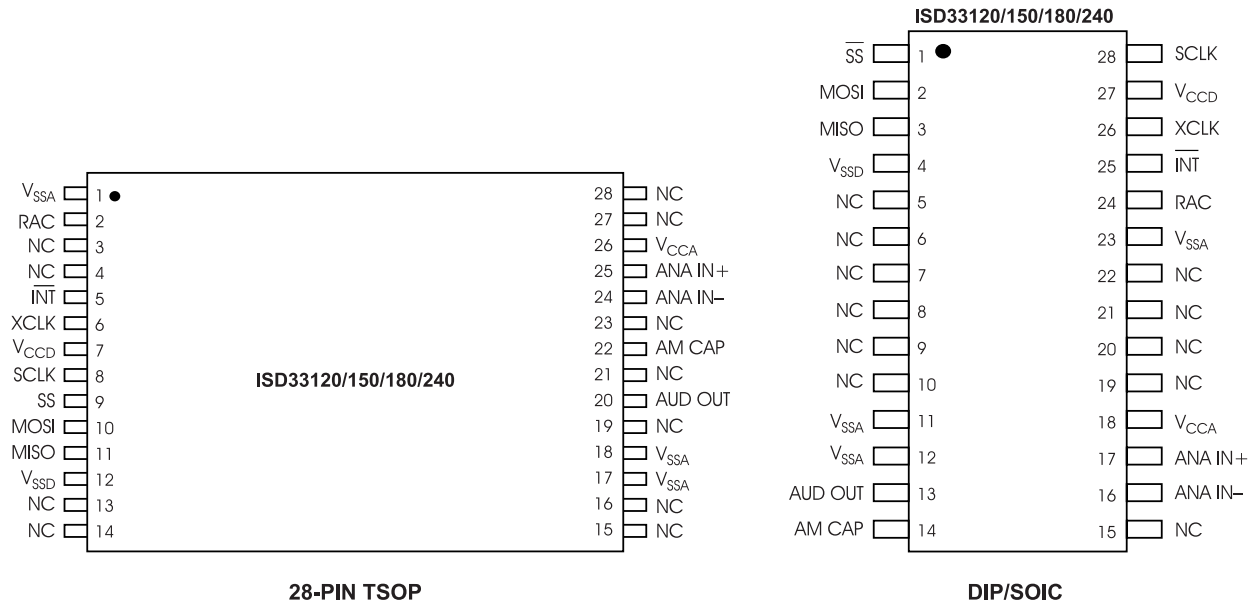 ISD33120/150/180/240
SS 1 28 SCLK
MOSI 2 27 VCCD
MISO 3 26 XCLK
VSSD 4 25 INT
NC 5 24 RAC
NC 6 23 VSSA
NC 7 22 NC
NC 8 21 NC
NC 9 20 NC
NC 10 19 NC
VSSA 11 18 VCCA
VSSA 12 17 ANA IN+
AUD OUT 13 16 ANA IN–
AM CAP 14 15 NC
DIP/SOIC
VSSA 1 28 NC
RAC 2 27 NC
NC 3 26 VCCA
NC 4 25 ANA IN+
INT 5 24 ANA IN–
XCLK 6 23 NC
VCCD 7 22 AM CAP
SCLK 8 21 NC
ISD33120/150/180/240
SS 9 20 AUD OUT
MOSI 10 19 NC
MISO 11 18 VSSA
VSSD 12 17 VSSA
NC 13 16 NC
NC 14 15 NC
28-PIN TSOP